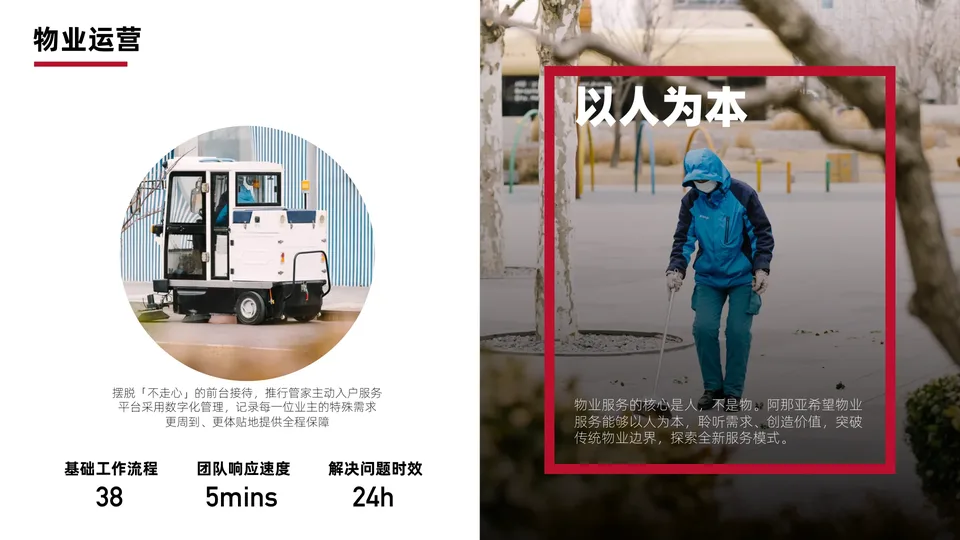 物业运营
摆脱「不走心」的前台接待，推行管家主动入户服务
平台采用数字化管理，记录每一位业主的特殊需求
更周到、更体贴地提供全程保障
基础工作流程
38
团队响应速度
5mins
解决问题时效
24h
以人为本
物业服务的核心是人，不是物。阿那亚希望物业
服务能够以人为本，聆听需求、创造价值，突破
传统物业边界，探索全新服务模式。